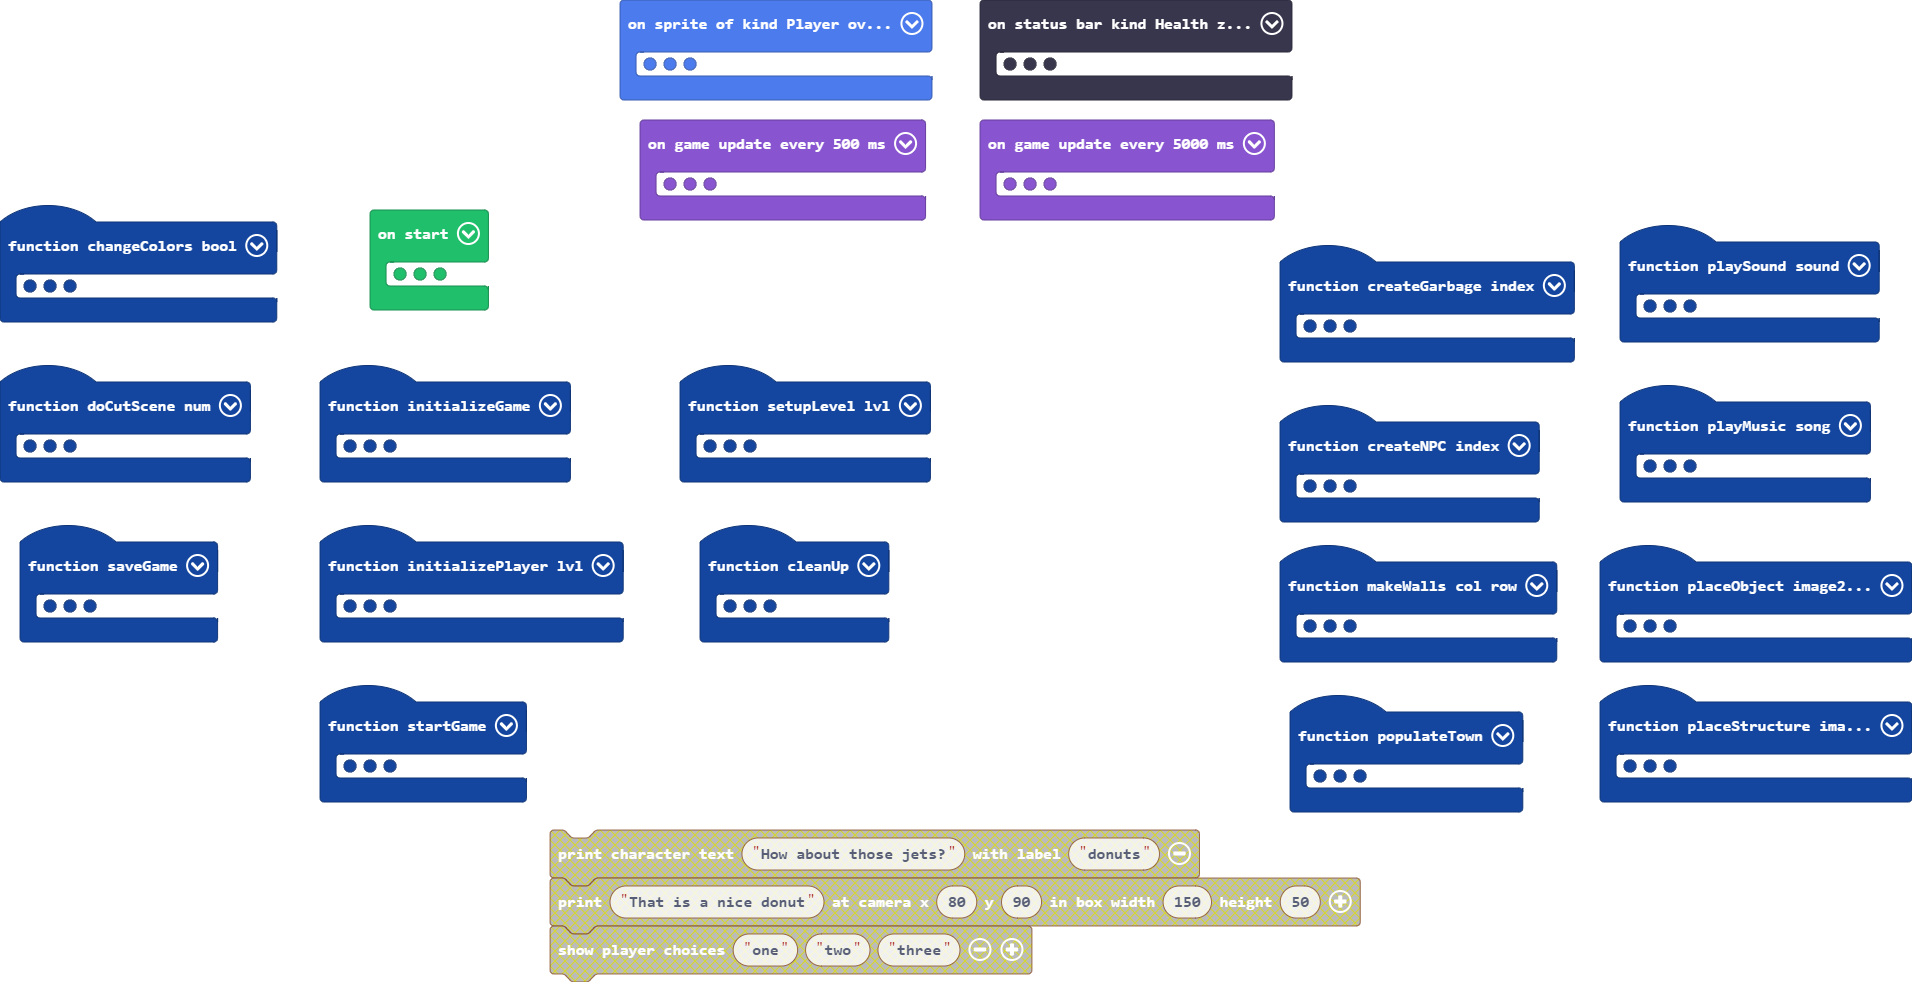 on sprite of kind Player ov...
on status bar kind Health z...
on game update every 500 ms
on game update every 5000 ms
function changeColors bool
on start
function createGarbage index
function playSound sound
function doCutScene num
function initializeGame
function setupLevel lvl
function createNPC index
function playMusic song
function saveGame
function initializePlayer lvl
function cleanUp
function makeWalls col row
function placeObject image2...
function startGame
function populateTown
function placeStructure ima...
print character text "How about those jets?" with label "donuts"
print "That is a nice donut" at camera x 80 y 90 in box width 150 height 50
show player choices "one" "two" "three"